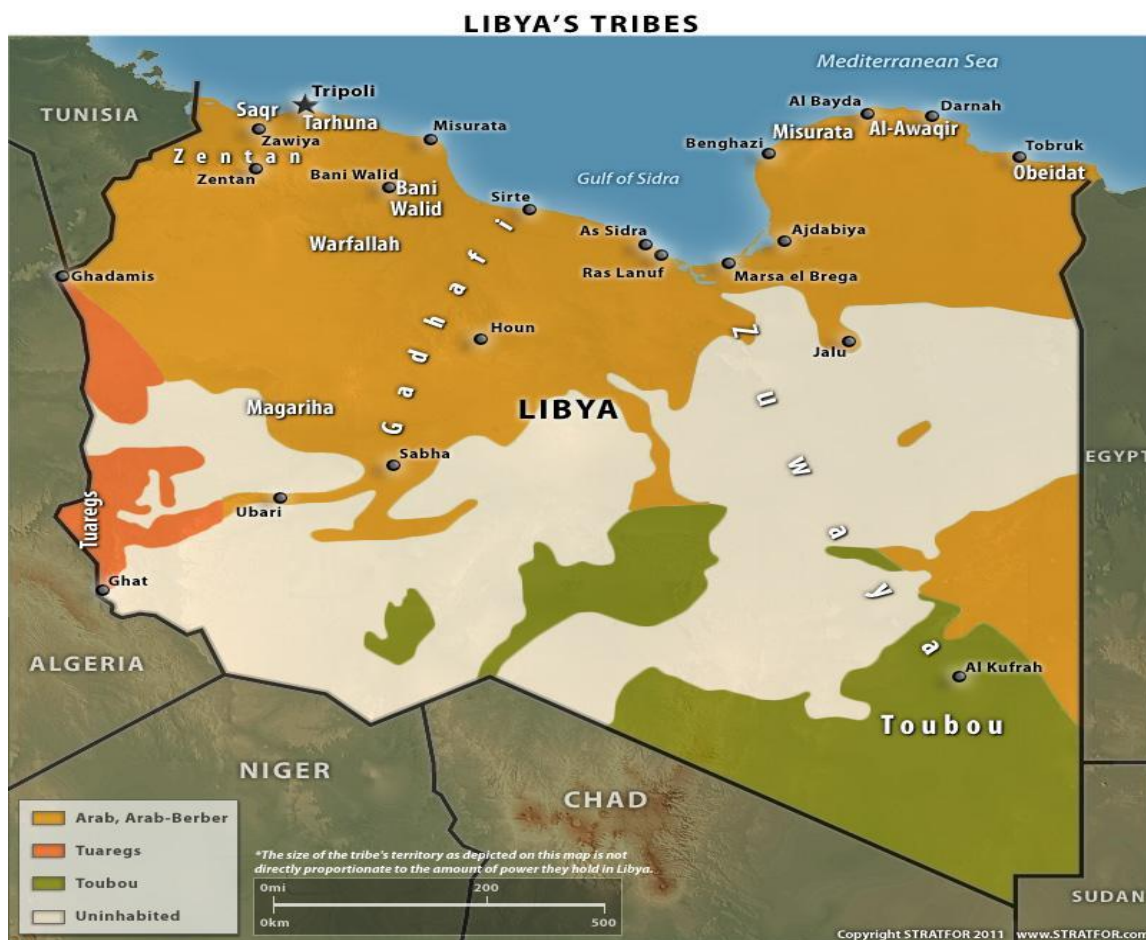 LIBYA'S TRIBES
Mediterranean Sea
TUNISIA
Tripoli
Saqr
Tarhuna
Zawiya
Misurata
Zentan
Zentan
Bani Walid
Bani
Walid
Warfallah
Sirte
Gulf of Sidra
Al Bayda
Darnah
Misurata
Al-Awaqir
Benghazi
Tobruk
Obeidat
As Sidra
Ajdabiya
Ras Lanuf
Marsa el Brega
Ghadamis
Gadhafi
Houn
Zuwaya
Jalu
Magariha
LIBYA
Sabha
EGYPT
Ubari
Tuaregs
Ghat
ALGERIA
Al Kufrah
Toubou
NIGER
CHAD
SUDAN
Arab, Arab-Berber
Tuaregs
Toubou
Uninhabited
*The size of the tribe's territory as depicted on this map is not
directly proportionate to the amount of power they hold in Libya.
0mi 200
0km 500
Copyright STRATFOR 2011 www.STRATFOR.com